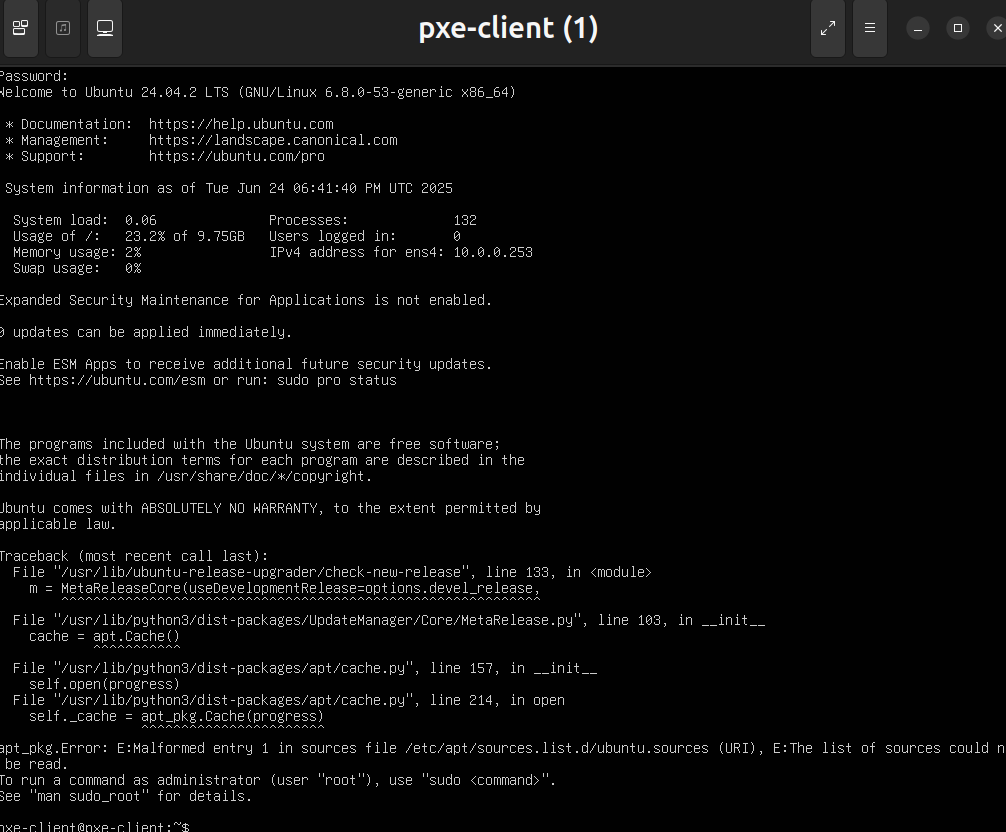 pxe-client (1)
Password:
Welcome to Ubuntu 24.04.2 LTS (GNU/Linux 6.8.0-53-generic x86_64)
* Documentation:  https://help.ubuntu.com
* Management:     https://landscape.canonical.com
* Support:        https://ubuntu.com/pro
System information as of Tue Jun 24 06:41:40 PM UTC 2025
System load:  0.06              Processes:             132
Usage of /:   23.2% of 9.75GB   Users logged in:       0
Memory usage: 2%                IPv4 address for ens4: 10.0.0.253
Swap usage:   0%
Expanded Security Maintenance for Applications is not enabled.
0 updates can be applied immediately.
Enable ESM Apps to receive additional future security updates.
See https://ubuntu.com/esm or run: sudo pro status
The programs included with the Ubuntu system are free software;
the exact distribution terms for each program are described in the
individual files in /usr/share/doc/*/copyright.
Ubuntu comes with ABSOLUTELY NO WARRANTY, to the extent permitted by
applicable law.
Traceback (most recent call last):
File "/usr/lib/ubuntu-release-upgrader/check-new-release", line 133, in <module>
m = MetaReleaseCore(useDevelopmentRelease=options.devel_release,
^^^^^^^^^^^^^^^^^^^^^^^^^^^^^^^^^^^^^^^^^^^^^^^^^^^^^^^^^^^^
File "/usr/lib/python3/dist-packages/UpdateManager/Core/MetaRelease.py", line 103, in __init__
cache = apt.Cache()
^^^^^^^^^^^
File "/usr/lib/python3/dist-packages/apt/cache.py", line 157, in __init__
self.open(progress)
File "/usr/lib/python3/dist-packages/apt/cache.py", line 214, in open
self._cache = apt_pkg.Cache(progress)
^^^^^^^^^^^^^^^^^^^^^^^
apt_pkg.Error: E:Malformed entry 1 in sources file /etc/apt/sources.list.d/ubuntu.sources (URI), E:The list of sources could n
be read.
To run a command as administrator (user "root"), use "sudo <command>".
See "man sudo_root" for details.
pxe-client@pxe-client:~$